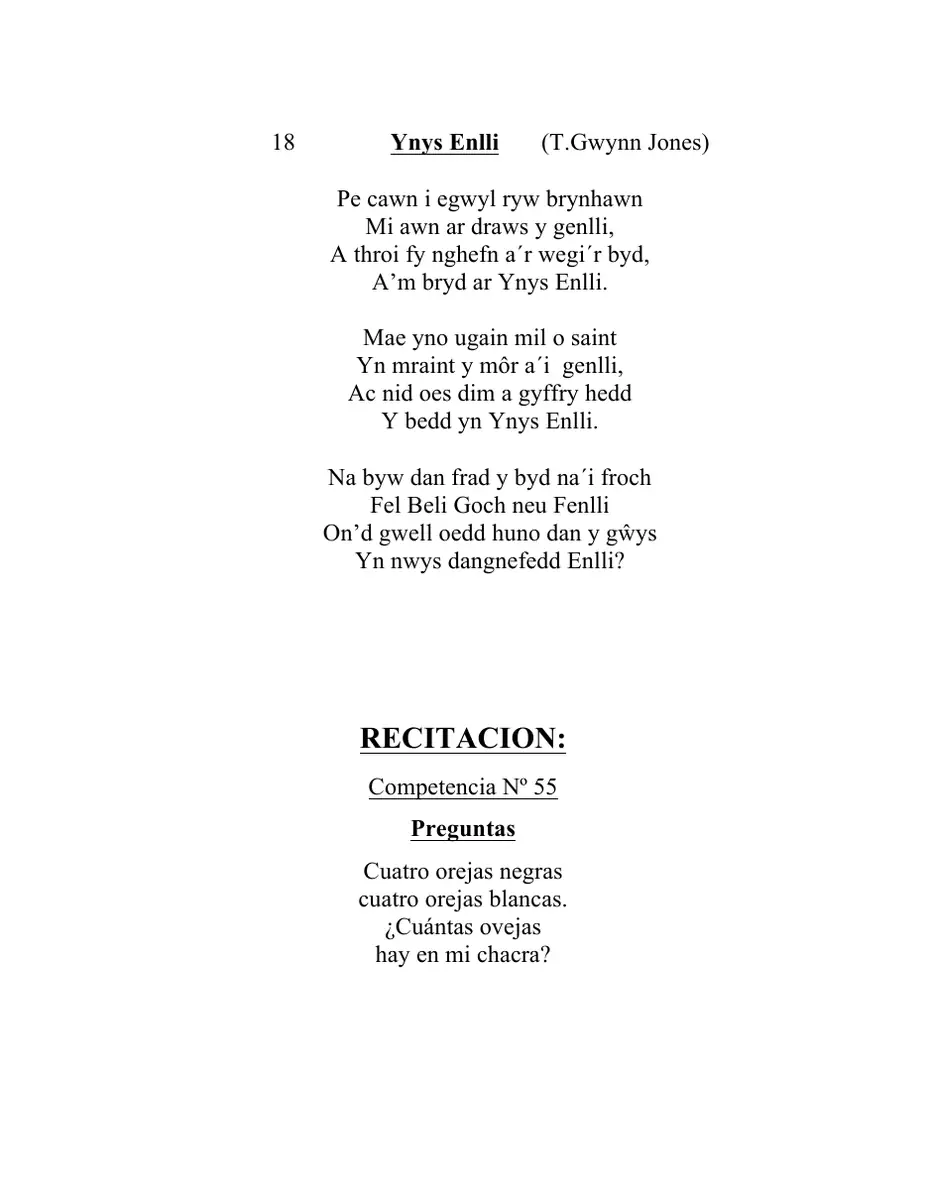 18 Ynys Enlli (T.Gwynn Jones)
Pe cawn i egwyl ryw brynhawn
Mi awn ar draws y genlli,
A throi fy nghefn a´r wegi´r byd,
A’m bryd ar Ynys Enlli.
Mae yno ugain mil o saint
Yn mraint y môr a´i genlli,
Ac nid oes dim a gyffry hedd
Y bedd yn Ynys Enlli.
Na byw dan frad y byd na´i froch
Fel Beli Goch neu Fenlli
On’d gwell oedd huno dan y gŵys
Yn nwys dangnefedd Enlli?
RECITACION:
Competencia Nº 55
Preguntas
Cuatro orejas negras
cuatro orejas blancas.
¿Cuántas ovejas
hay en mi chacra?